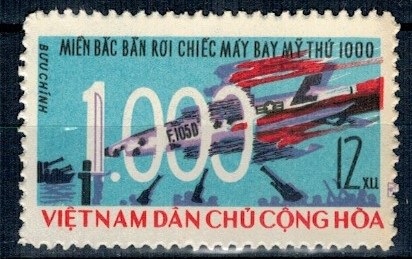 MIỀN BẮC BẮN RƠI CHIẾC MÁY BAY MỸ THỨ 1000
BƯU CHÍNH
1.000
F.105D
12 XU
VIỆT NAM DÂN CHỦ CỘNG HÒA